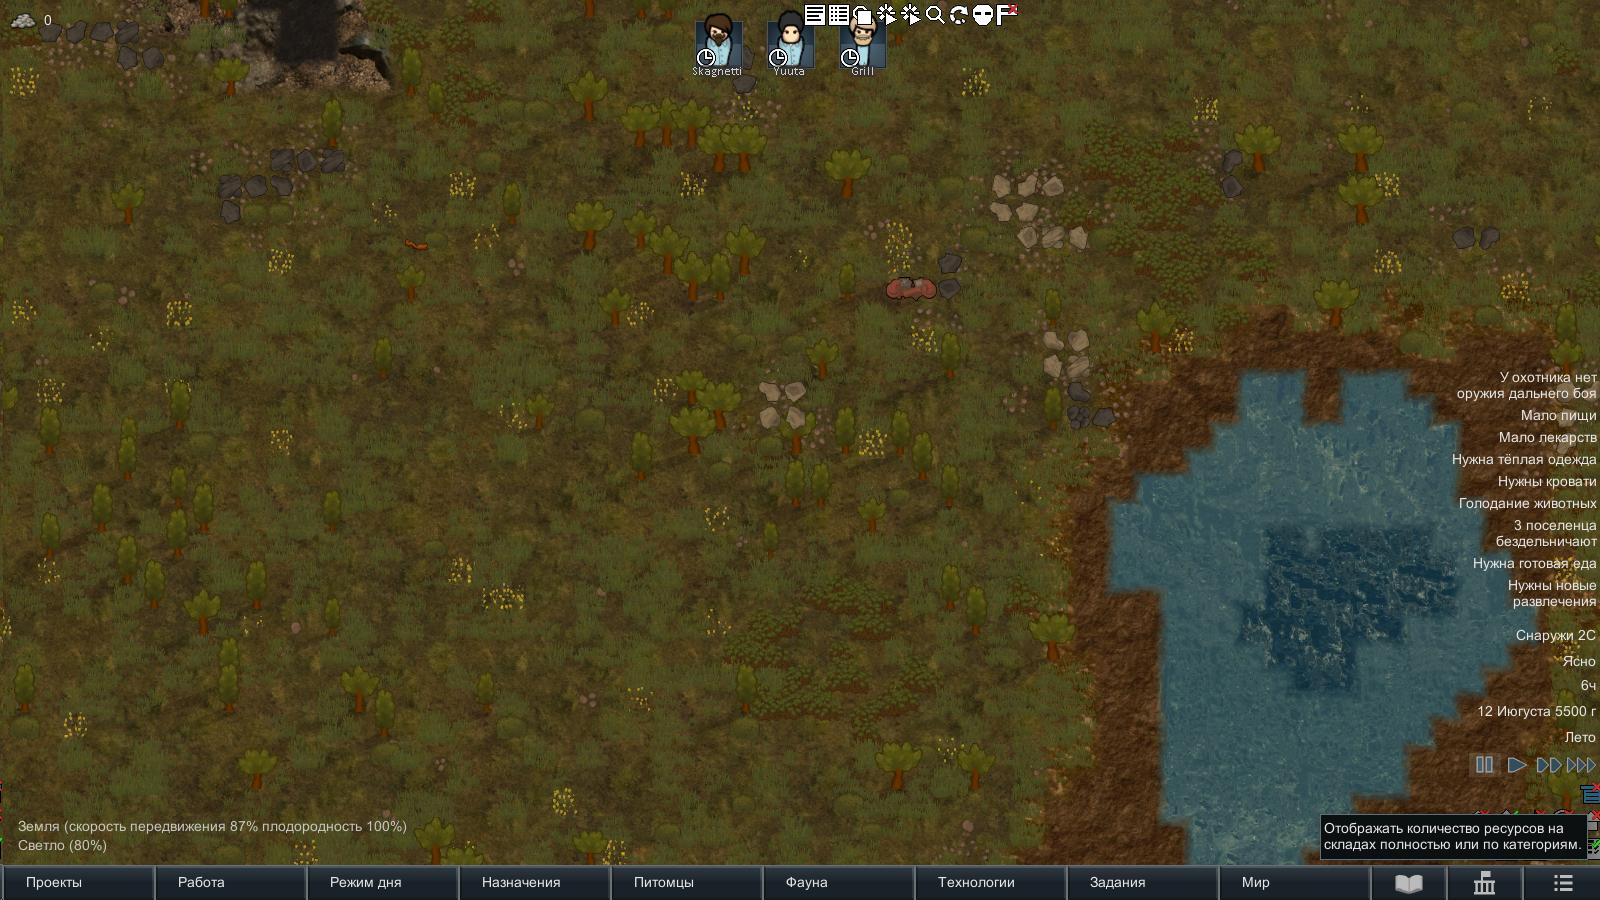 0
Skagnetti
Yuuta
Grill
У охотника нет
оружия дальнего боя
Мало пищи
Мало лекарств
Нужна тёплая одежда
Нужны кровати
Голодание животных
3 поселенца
бездельничают
Нужна готовая еда
Нужны новые
развлечения
Снаружи 2C
Ясно
6ч
12 Июгуста 5500 г
Лето
Отображать количество ресурсов на
складах полностью или по категориям.
Земля (скорость передвижения 87% плодородность 100%)
Светло (80%)
Проекты
Работа
Режим дня
Назначения
Питомцы
Фауна
Технологии
Задания
Мир